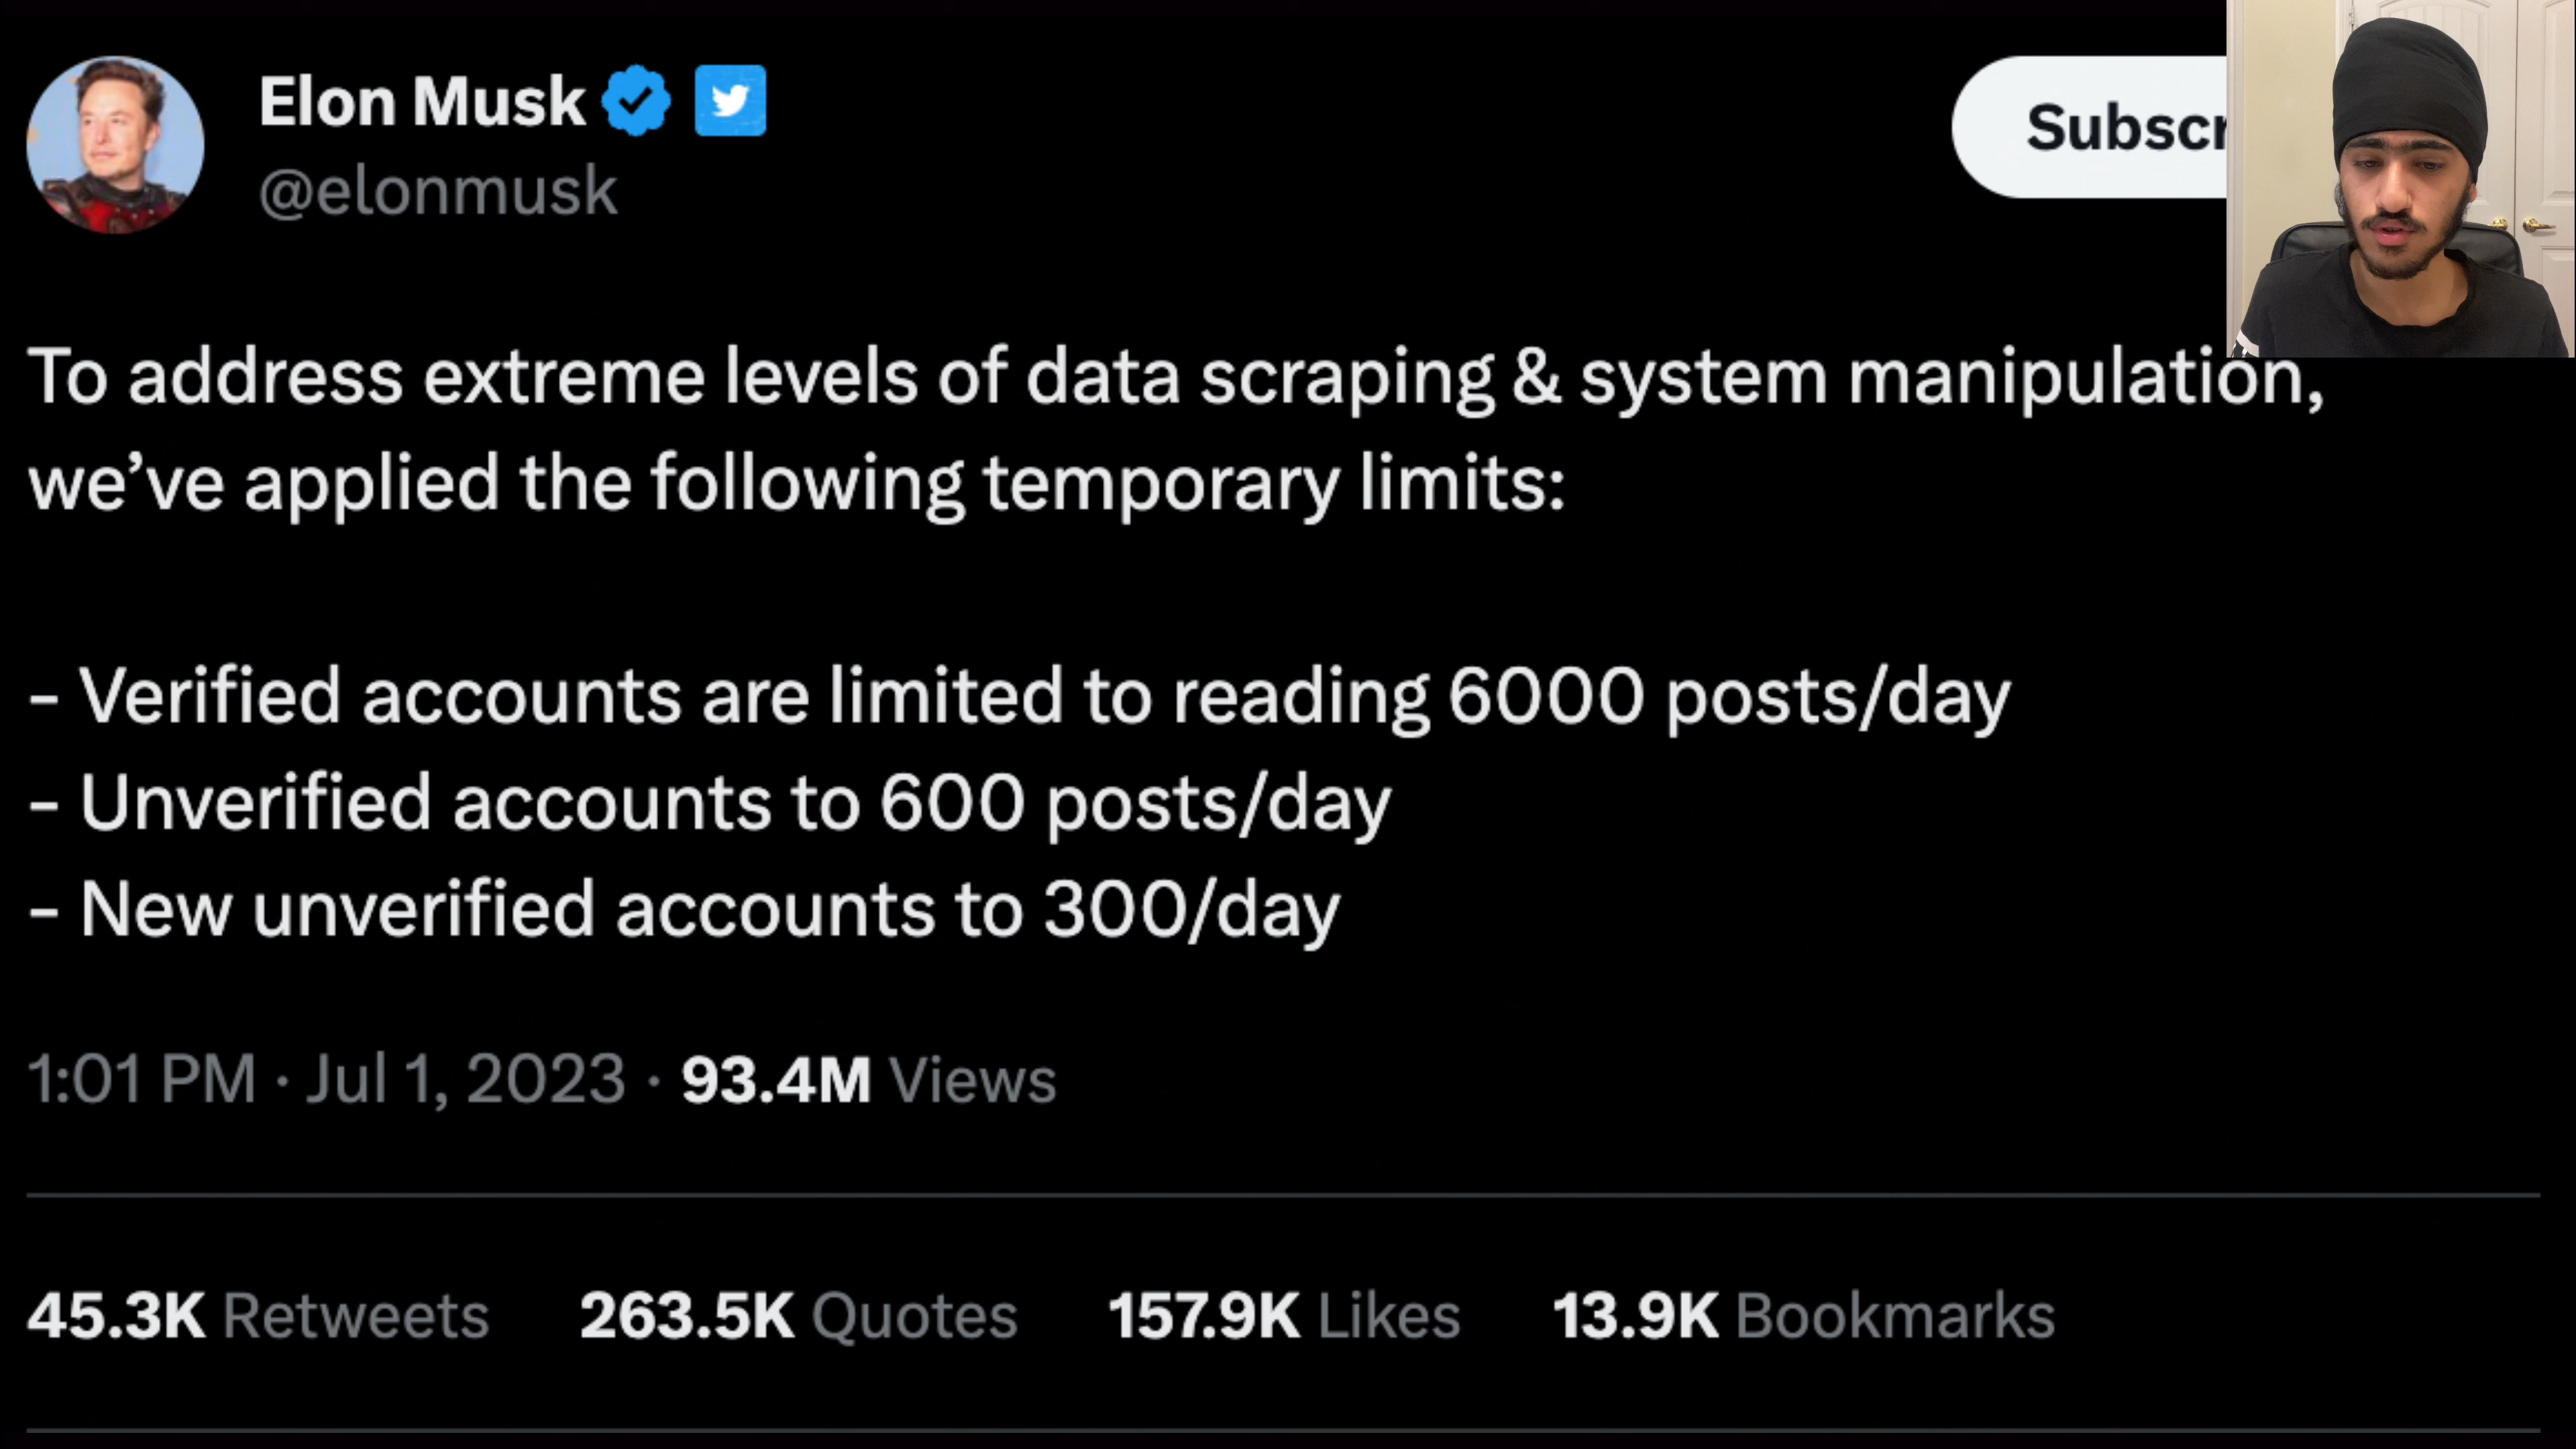 Elon Musk
@elonmusk
Subscr
To address extreme levels of data scraping & system manipulation,
we’ve applied the following temporary limits:
- Verified accounts are limited to reading 6000 posts/day
- Unverified accounts to 600 posts/day
- New unverified accounts to 300/day
1:01 PM · Jul 1, 2023 · 93.4M Views
45.3K Retweets 263.5K Quotes 157.9K Likes 13.9K Bookmarks